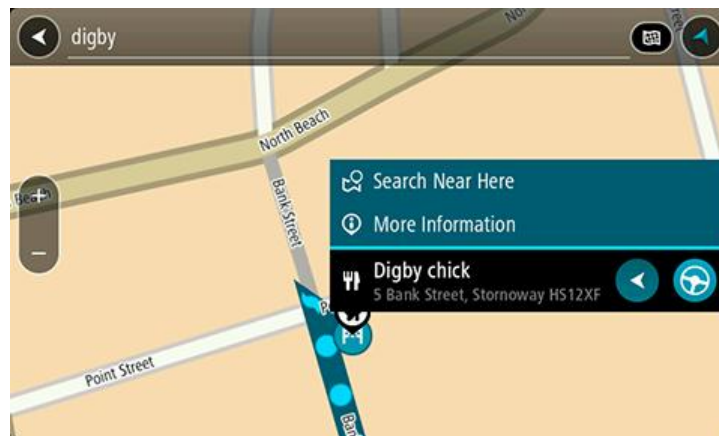 digby
North Beach
Bank Street
Search Near Here
More Information
Digby chick
5 Bank Street, Stornoway HS12XF
Point Street